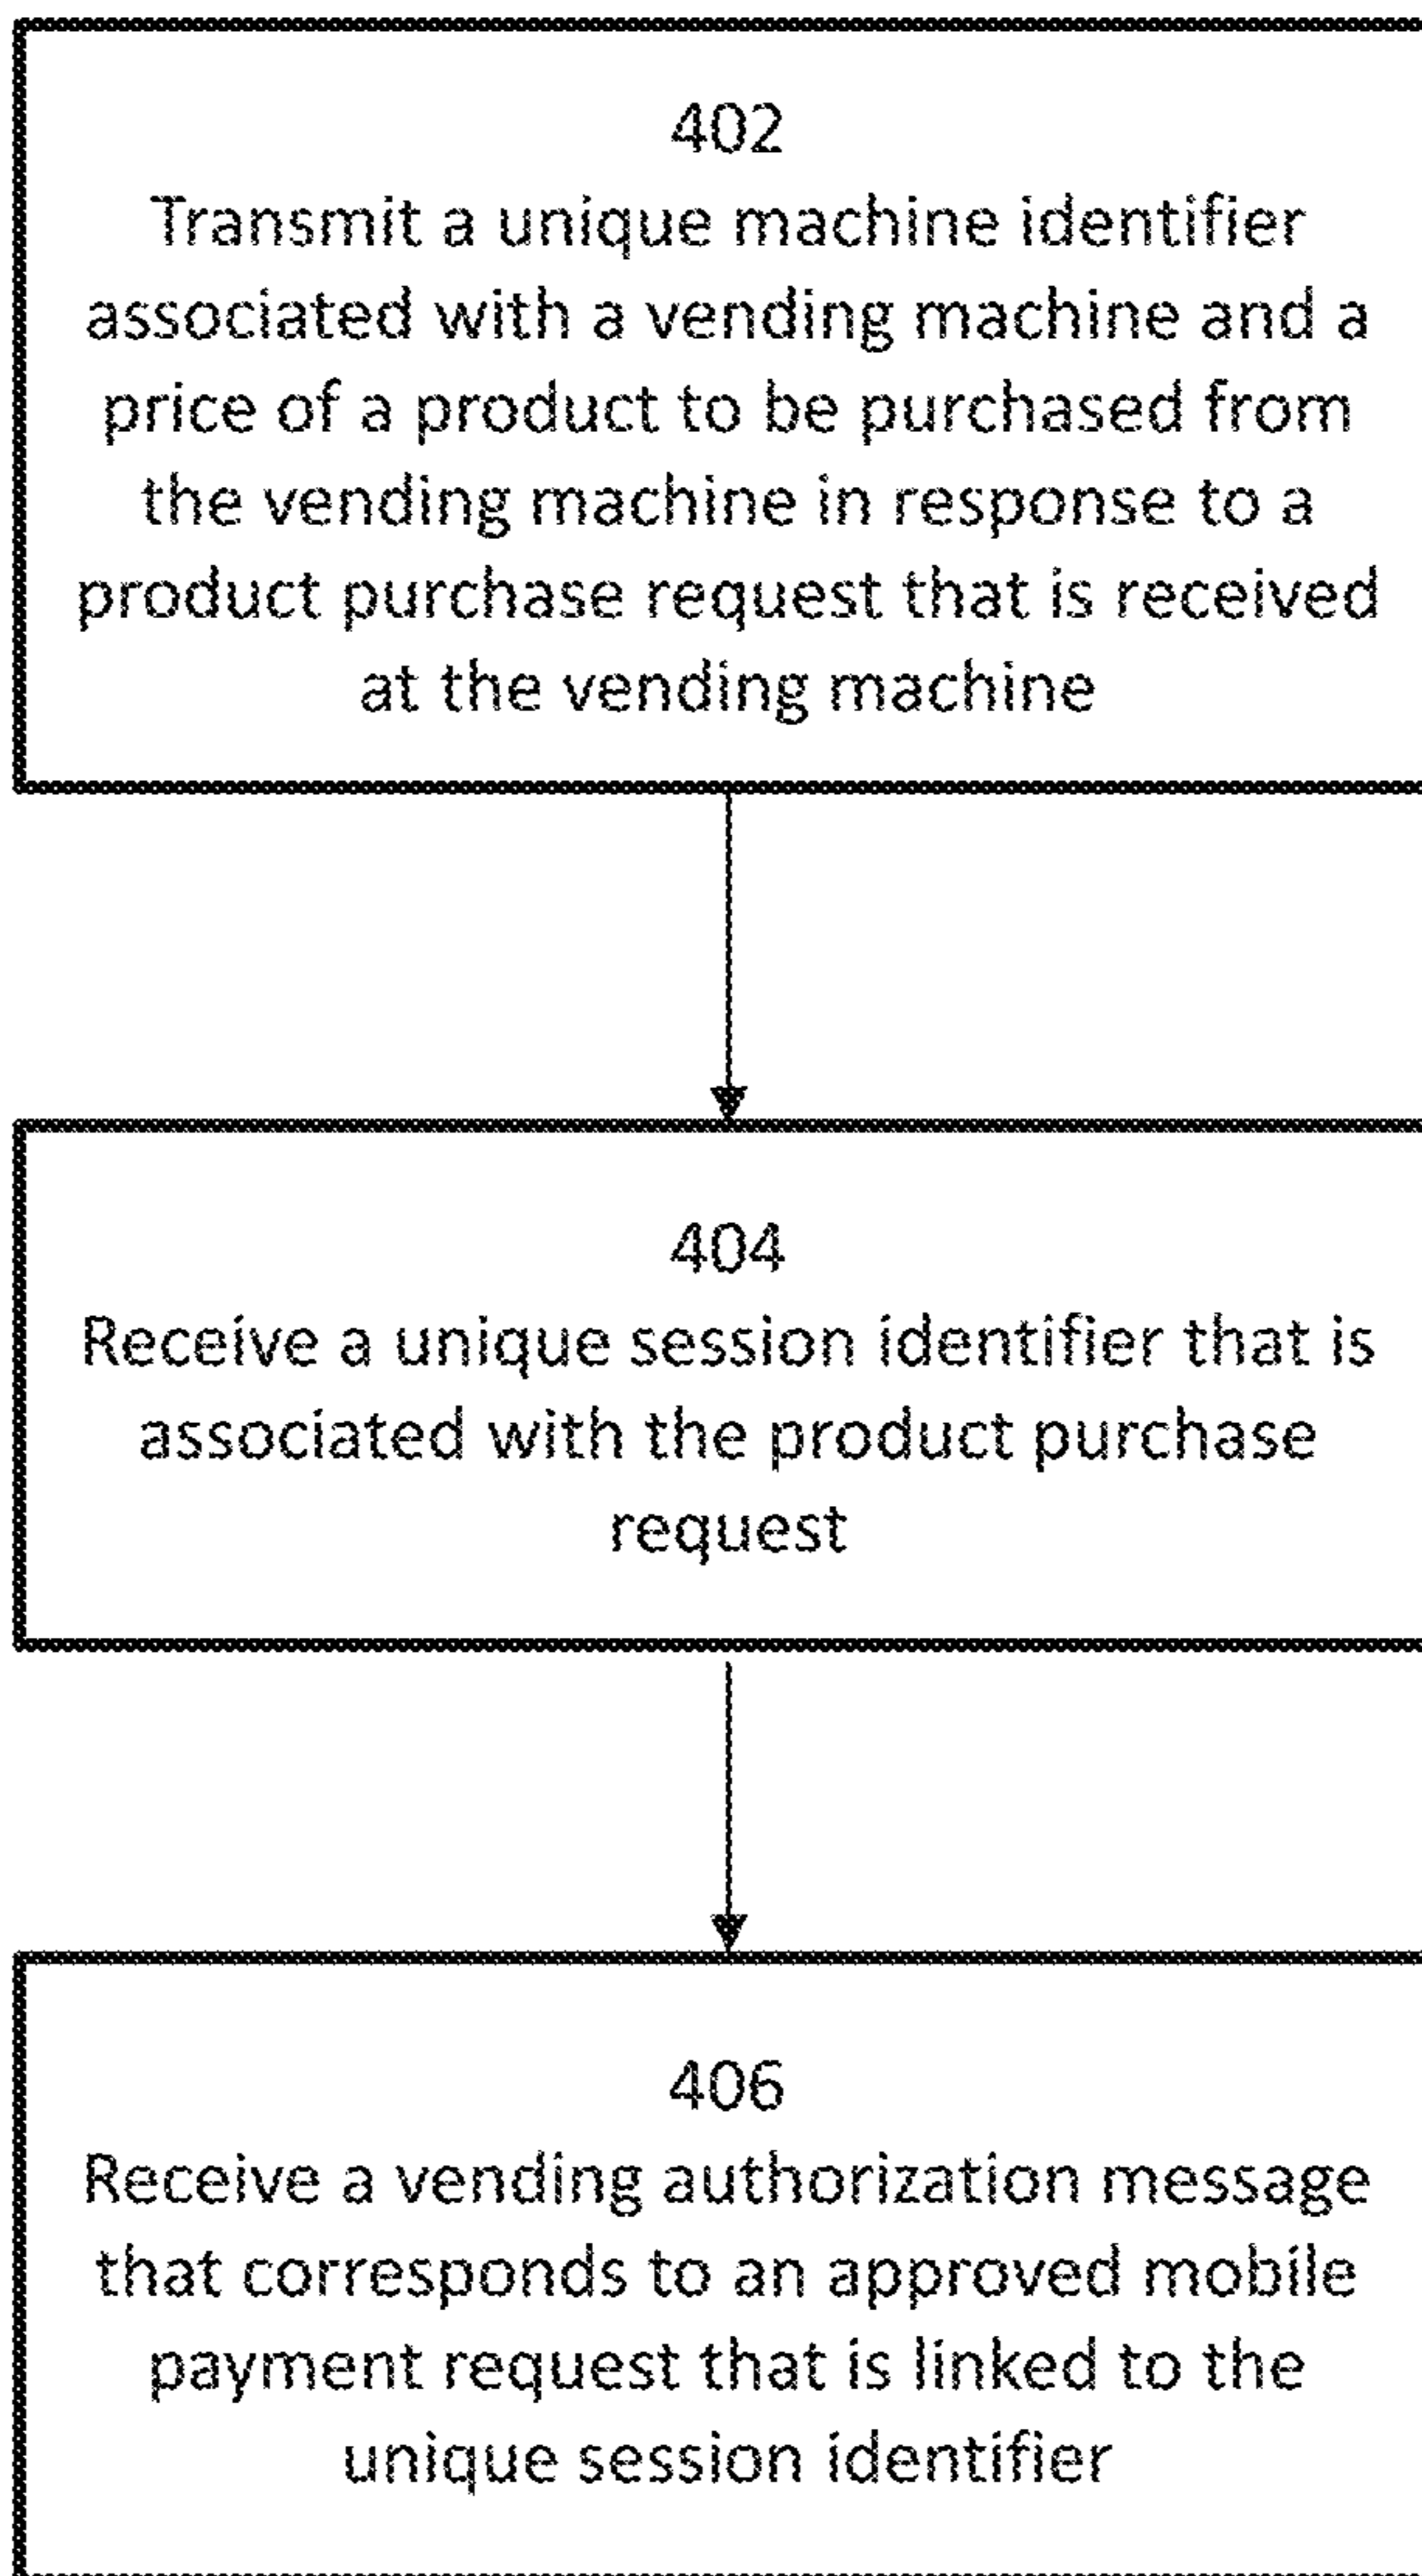 402
Transmit a unique machine identifier
associated with a vending machine and a
price of a product to be purchased from
the vending machine in response to a
product purchase request that is received
at the vending machine
404
Receive a unique session identifier that is
associated with the product purchase
request
406
Receive a vending authorization message
that corresponds to an approved mobile
payment request that is linked to the
unique session identifier